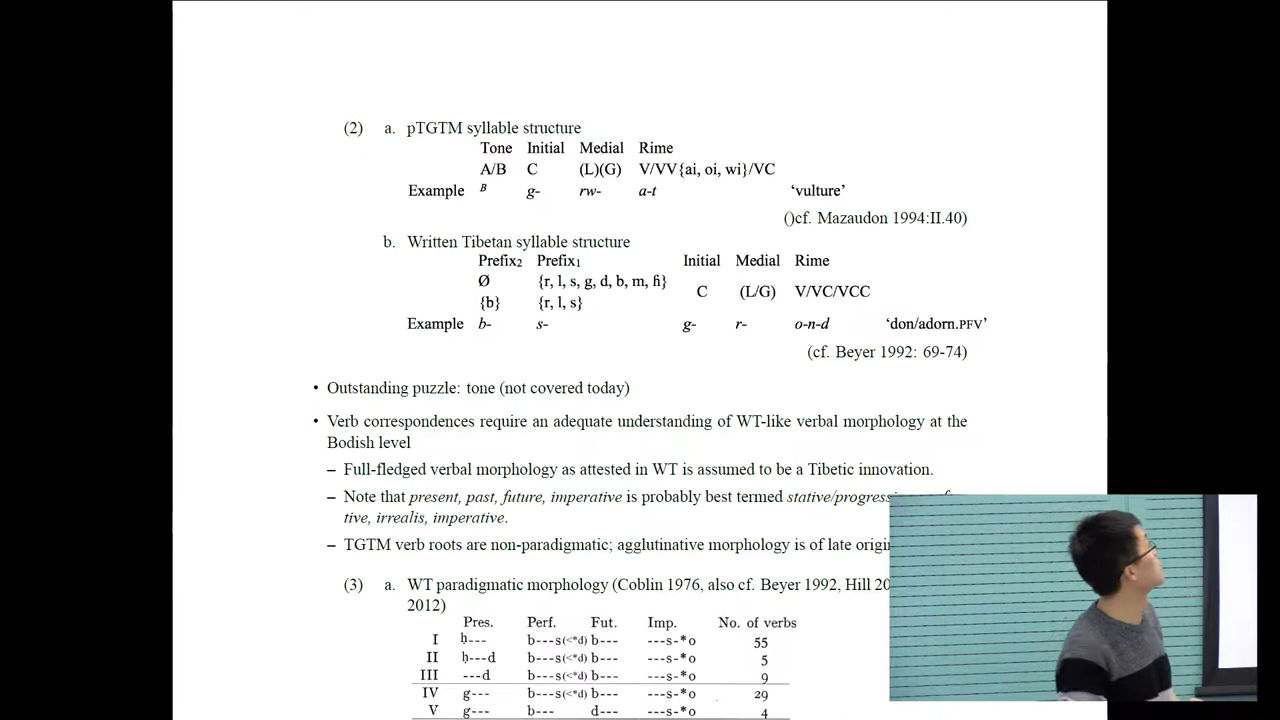 (2) a. pTGTM syllable structure
Tone Initial Medial Rime
A/B C (L)(G) V/VV{ai, oi, wi}/VC
Example B g- rw- a-t ‘vulture’
()cf. Mazaudon 1994:II.40)
b. Written Tibetan syllable structure
Prefix2 Prefix1 Initial Medial Rime
Ø {r, l, s, g, d, b, m, ɦ}
C (L/G) V/VC/VCC
{b} {r, l, s}
Example b- s- g- r- o-n-d ‘don/adorn.PFV’
(cf. Beyer 1992: 69-74)
• Outstanding puzzle: tone (not covered today)
• Verb correspondences require an adequate understanding of WT-like verbal morphology at the
Bodish level
– Full-fledged verbal morphology as attested in WT is assumed to be a Tibetic innovation.
– Note that present, past, future, imperative is probably best termed
tive, irrealis, imperative.
– TGTM verb roots are non-paradigmatic; agglutinative morphology is of late
(3) a. WT paradigmatic morphology (Coblin 1976, also cf. Beyer 1992, Hill
2012)
Pres. Perf. Fut. Imp. No. of verbs
I ḥ--- b---s(<*d) b--- ---s-*o 55
II ḥ---d b---s(<*d) b--- ---s-*o 5
III ---d b---s(<*d) b--- ---s-*o 9
IV g--- b---s(<*d) b--- ---s-*o 29
V g--- b--- d--- ---s-*o 4